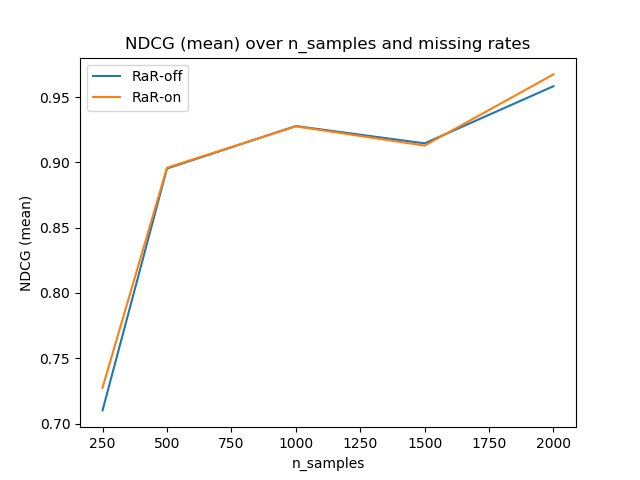 NDCG (mean) over n_samples and missing rates
RaR-off
RaR-on
NDCG (mean)
0.95
0.90
0.85
0.80
0.75
0.70
250 500 750 1000 1250 1500 1750 2000
n_samples